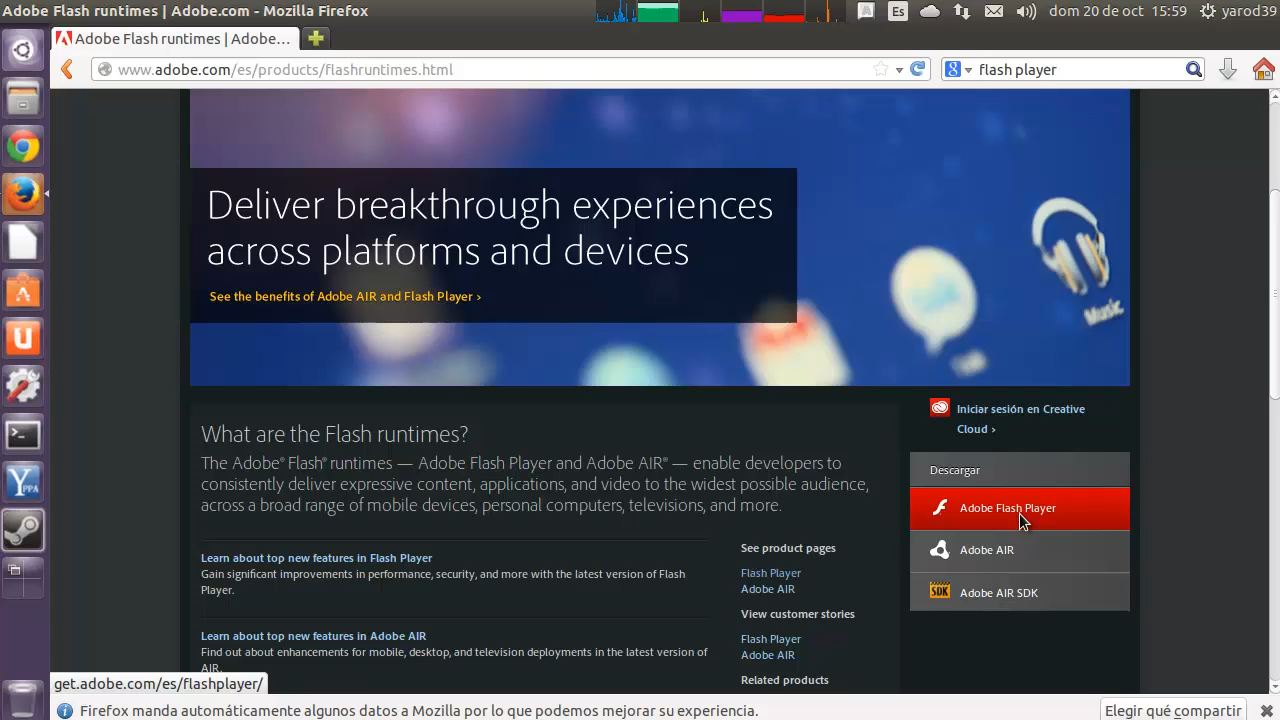 Adobe Flash runtimes | Adobe.com - Mozilla Firefox
A
Es
dom 20 de oct 15:59
yarod39
Adobe Flash runtimes | Adobe...
www.adobe.com/es/products/flashruntimes.html
flash player
Deliver breakthrough experiences
across platforms and devices
See the benefits of Adobe AIR and Flash Player ›
Music
Iniciar sesión en Creative
Cloud ›
What are the Flash runtimes?
The Adobe® Flash® runtimes — Adobe Flash Player and Adobe AIR® — enable developers to
consistently deliver expressive content, applications, and video to the widest possible audience,
across a broad range of mobile devices, personal computers, televisions, and more.
Descargar
Adobe Flash Player
Adobe AIR
SDK Adobe AIR SDK
Learn about top new features in Flash Player
Gain significant improvements in performance, security, and more with the latest version of Flash
Player.
Learn about top new features in Adobe AIR
Find out about enhancements for mobile, desktop, and television deployments in the latest version of
AIR.
See product pages
Flash Player
Adobe AIR
View customer stories
Flash Player
Adobe AIR
Related products
get.adobe.com/es/flashplayer/
Firefox manda automáticamente algunos datos a Mozilla por lo que podemos mejorar su experiencia.
Elegir qué compartir